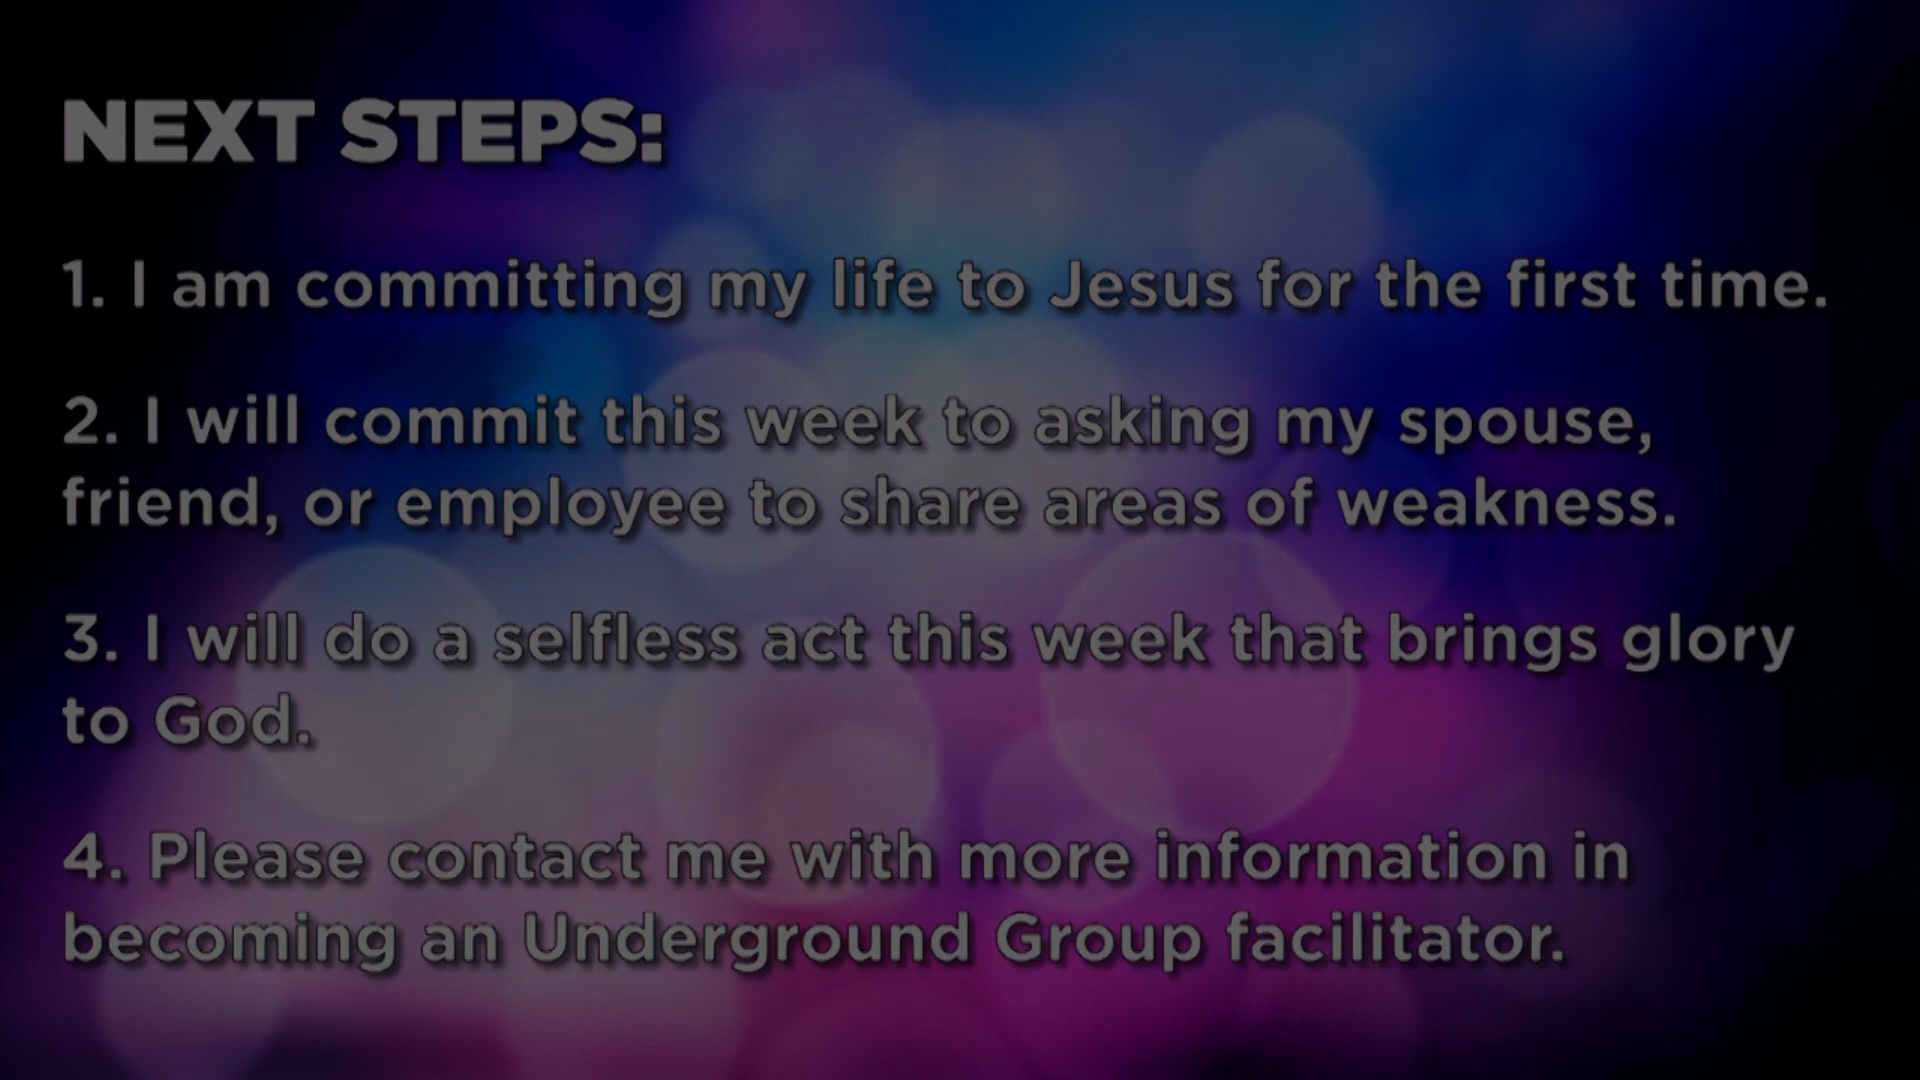 NEXT STEPS:
1. I am committing my life to Jesus for the first time.
2. I will commit this week to asking my spouse,
friend, or employee to share areas of weakness.
3. I will do a selfless act this week that brings glory
to God.
4. Please contact me with more information in
becoming an Underground Group facilitator.